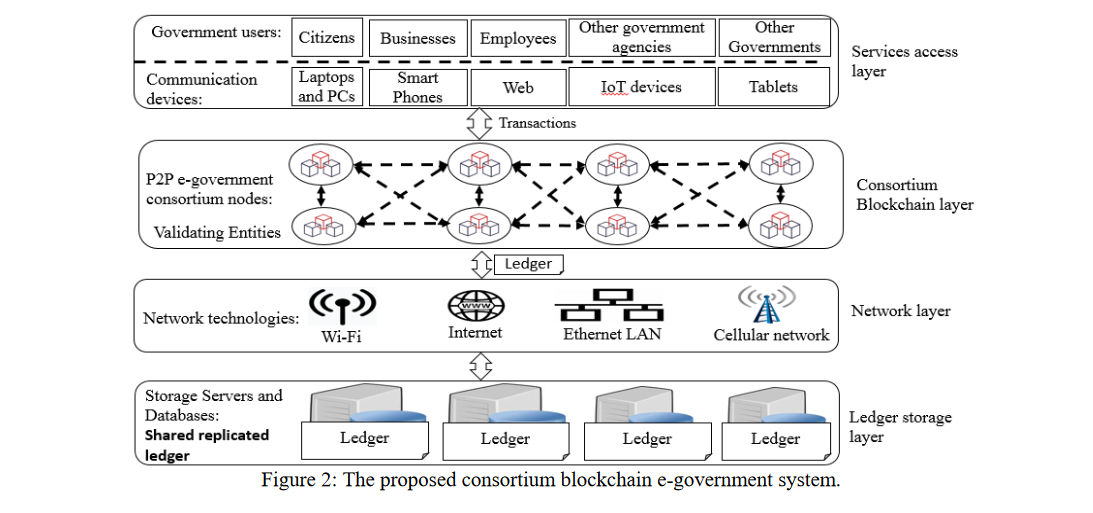 Government users:
Citizens
Businesses
Employees
Other government
agencies
Other
Governments
Services access
layer
Communication
devices:
Laptops
and PCs
Smart
Phones
Web
IoT devices
Tablets
Transactions
P2P e-government
consortium nodes:
Validating Entities
Consortium
Blockchain layer
Ledger
Network technologies:
Wi-Fi
WWW
Internet
Ethernet LAN
Cellular network
Network layer
Storage Servers and
Databases:
Shared replicated
ledger
Ledger
Ledger
Ledger
Ledger
Ledger storage
layer
Figure 2: The proposed consortium blockchain e-government system.